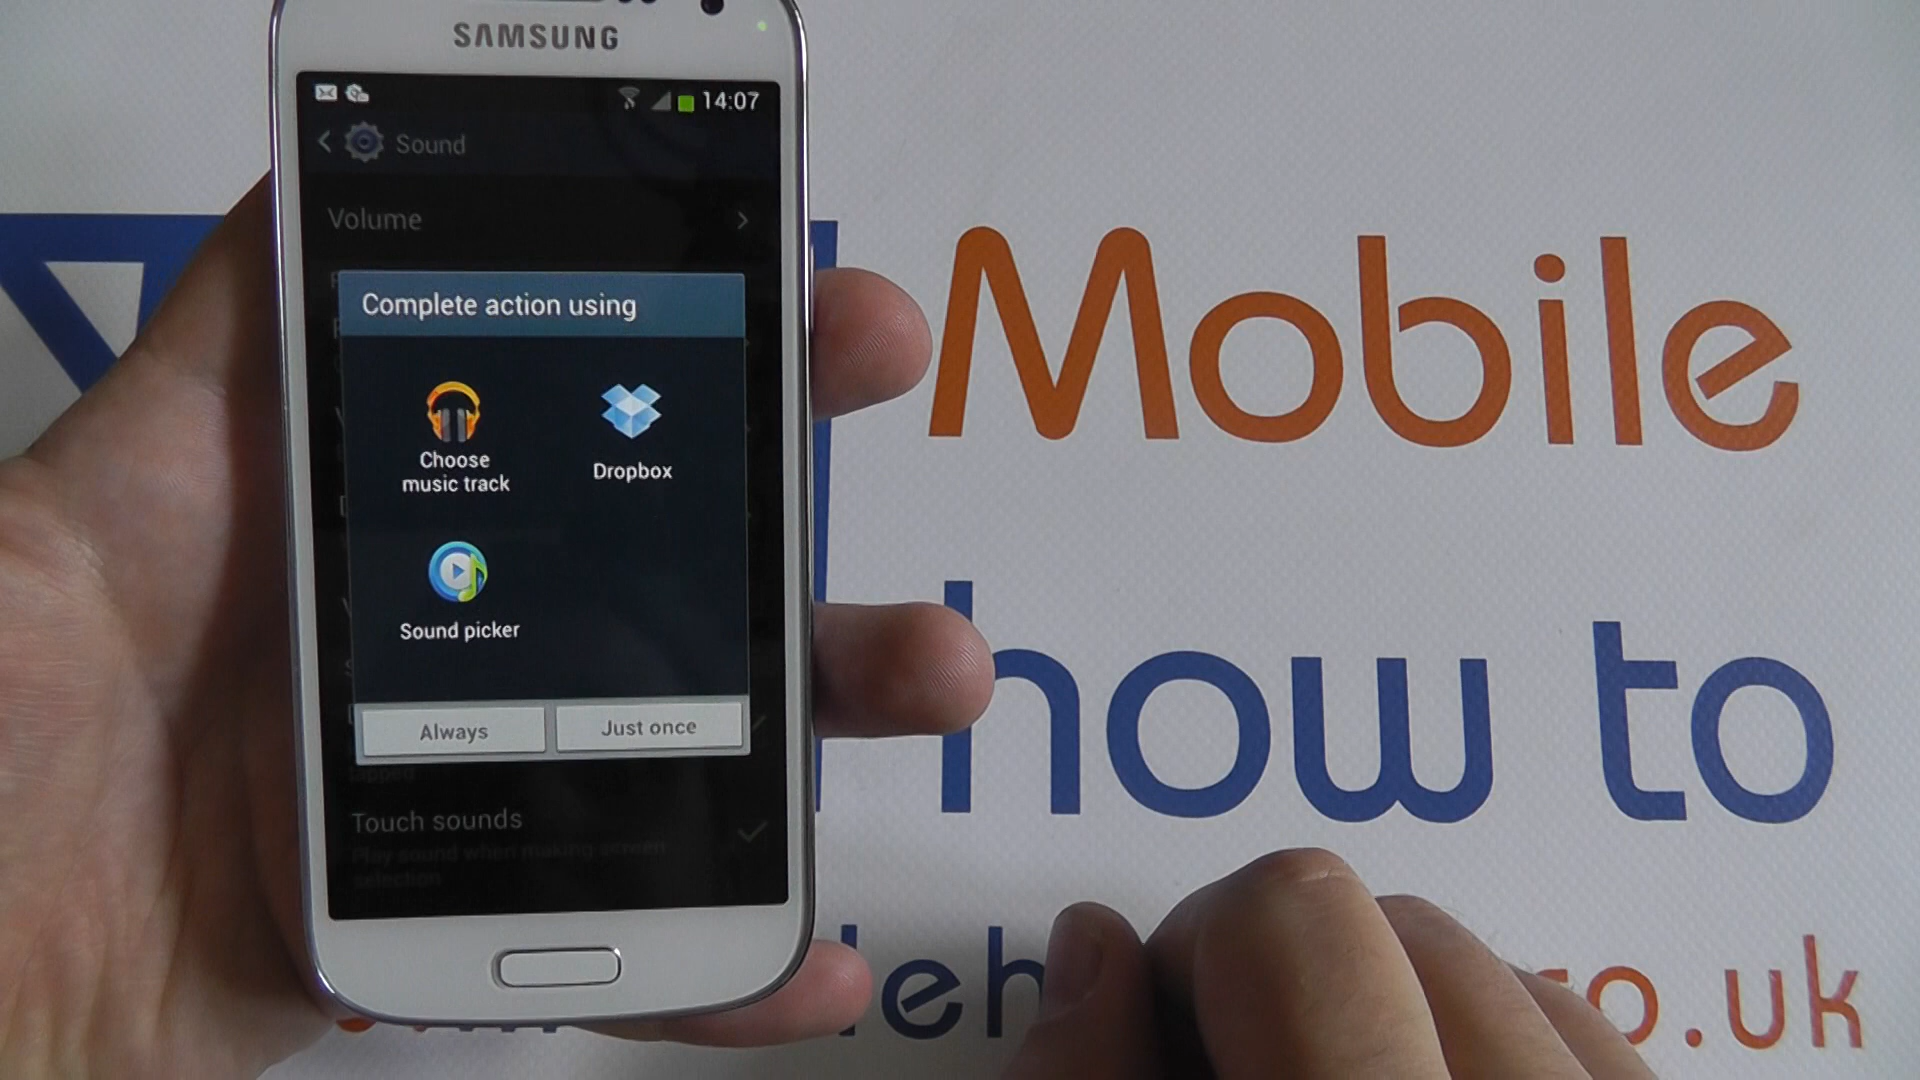 SAMSUNG
14:07
Sound
Volume
Complete action using
Choose
music track
Dropbox
Sound picker
Always
Just once
tapped
Touch sounds
Play sound when making screen
selection
Mobile
how to
.co.uk